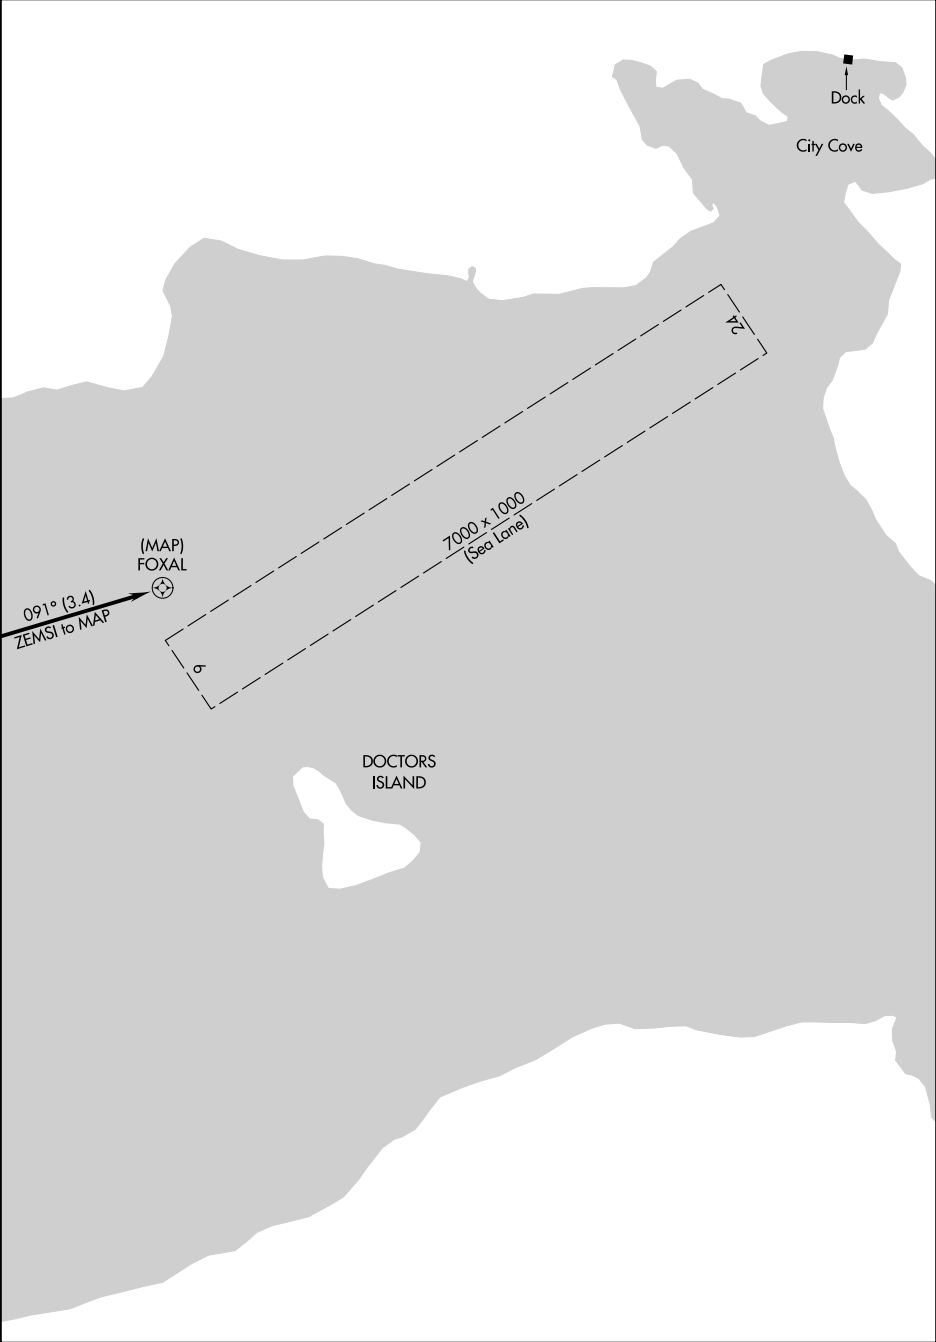 Dock
City Cove
24
7000 x 1000
(Sea Lane)
(MAP)
FOXAL
091° (3.4)
ZEMSI to MAP
6
DOCTORS
ISLAND